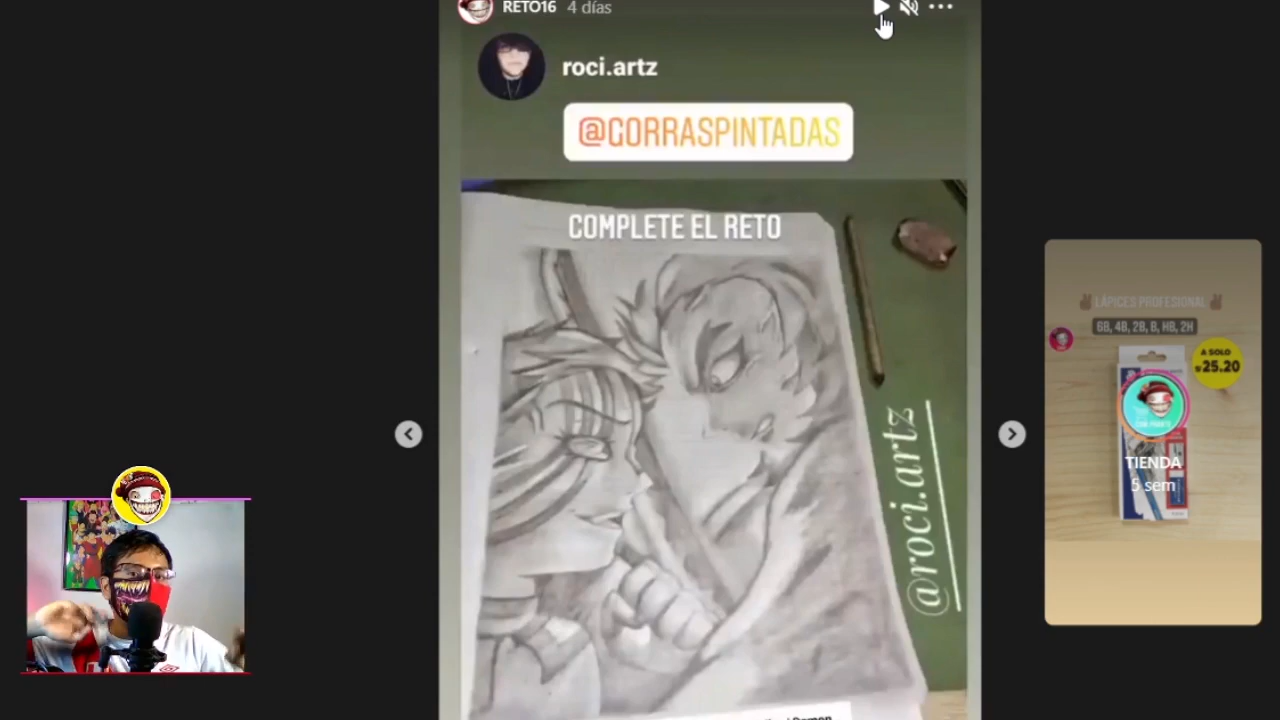 RETO16 4 días
roci.artz
@CORRASPINTADAS
COMPLETE EL RETO
@roci.artz
LÁPICES PROFESIONAL
6B, 4B, 2B, B, HB, 2H
A SOLO
S/25.20
TIENDA
5 sem